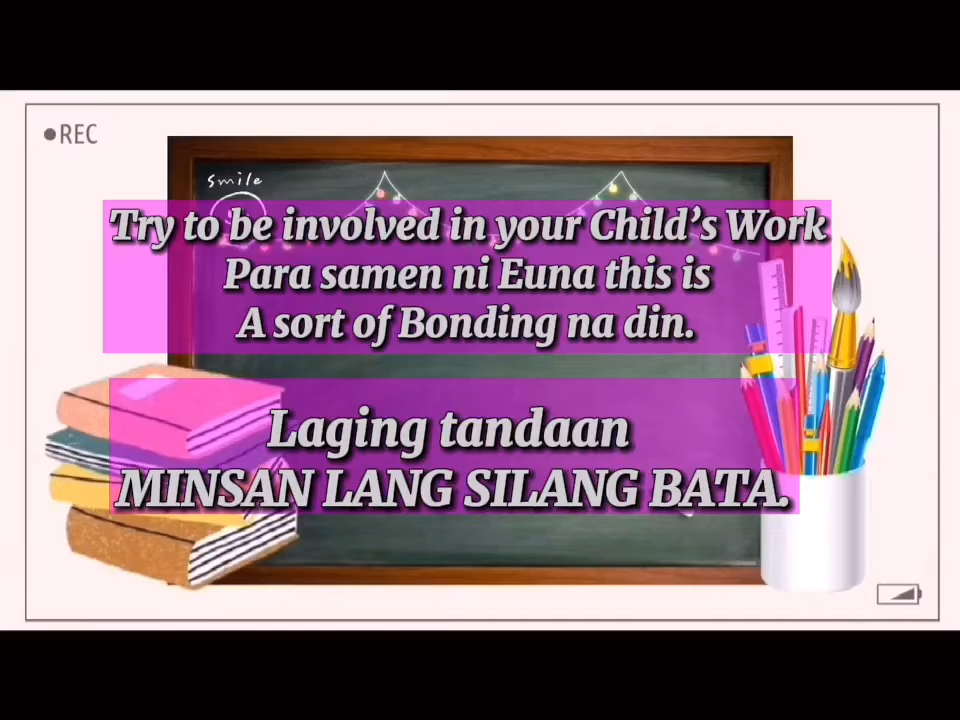 REC
smile
Try to be involved in your Child's Work
Para samen ni Euna this is
A sort of Bonding na din.
Laging tandaan
MINSAN LANG SILANG BATA.